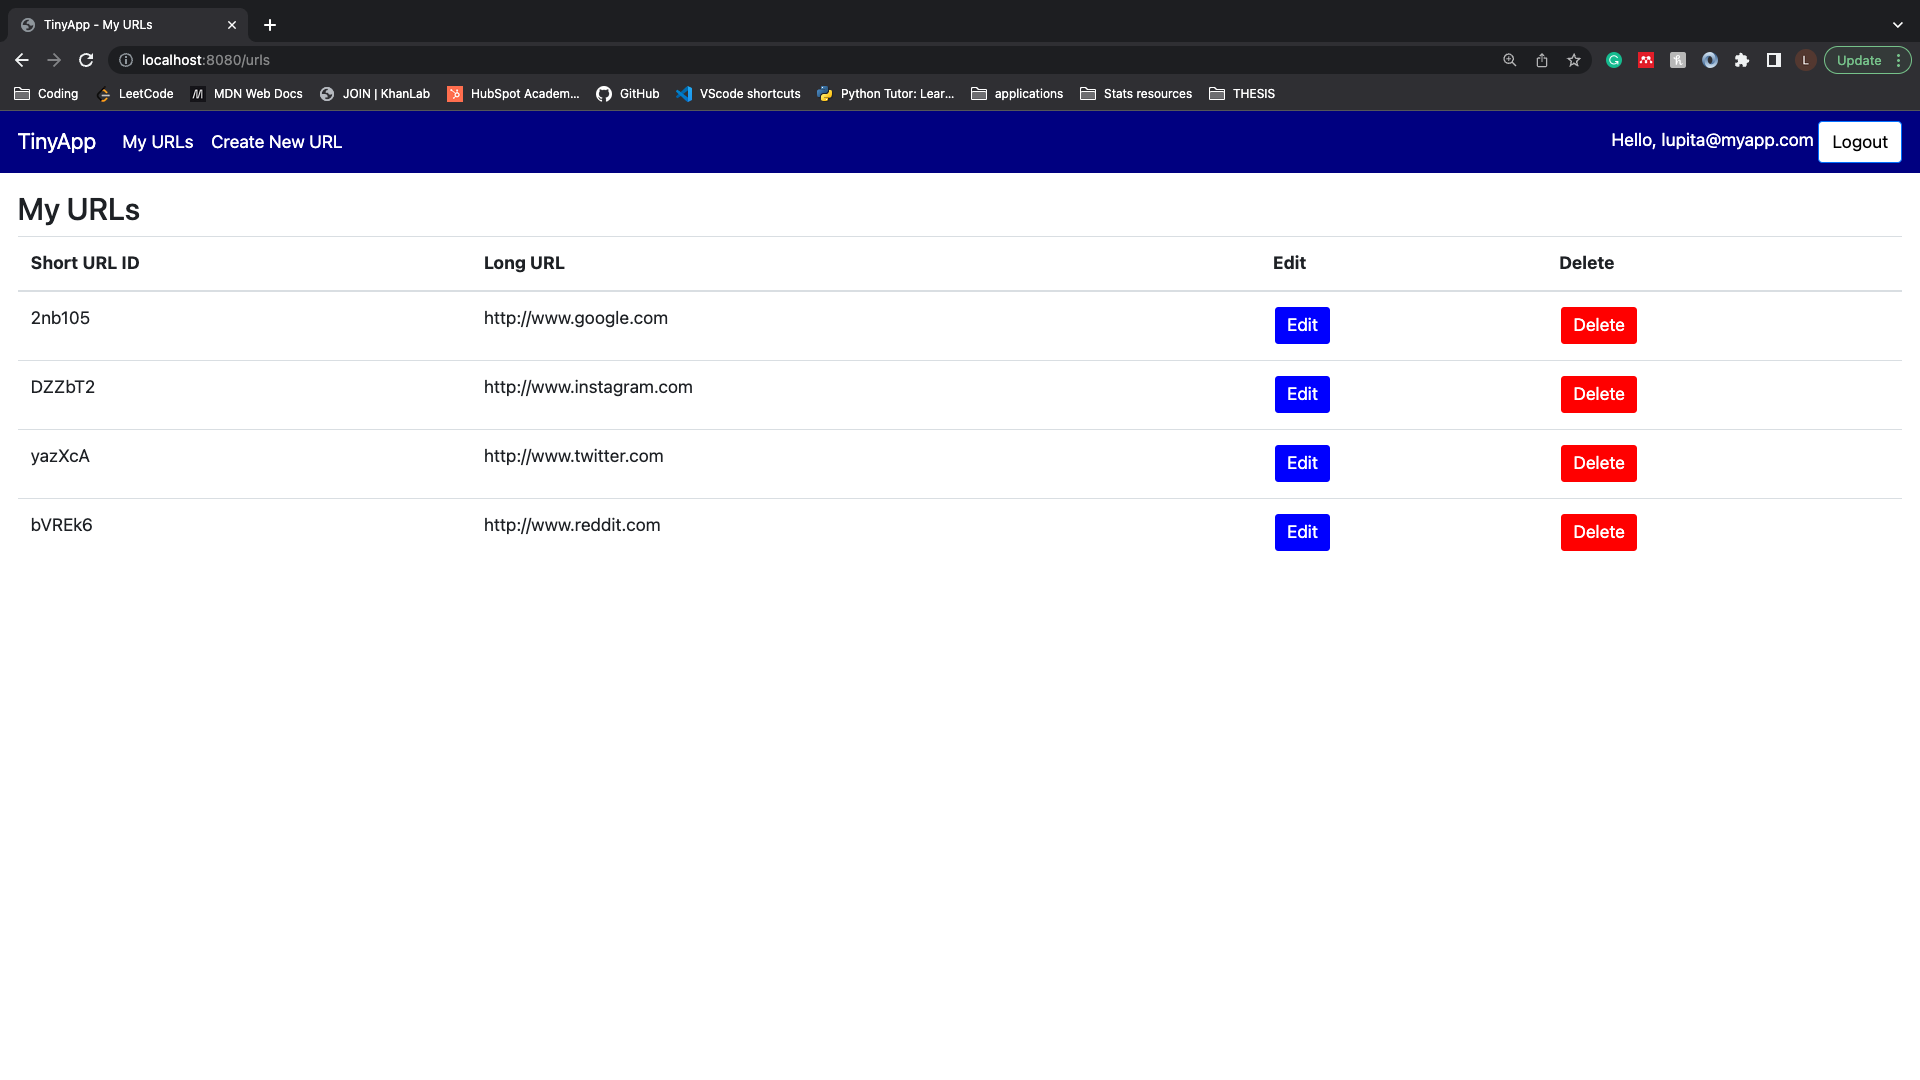 TinyApp - My URLs
localhost:8080/urls
Update
Coding LeetCode MDN Web Docs JOIN | KhanLab HubSpot Academ... GitHub VScode shortcuts Python Tutor: Lear... applications Stats resources THESIS
TinyApp My URLs Create New URL Hello, lupita@myapp.com Logout
My URLs
Short URL ID Long URL Edit Delete
2nb105 http://www.google.com Edit Delete
DZZbT2 http://www.instagram.com Edit Delete
yazXcA http://www.twitter.com Edit Delete
bVREk6 http://www.reddit.com Edit Delete